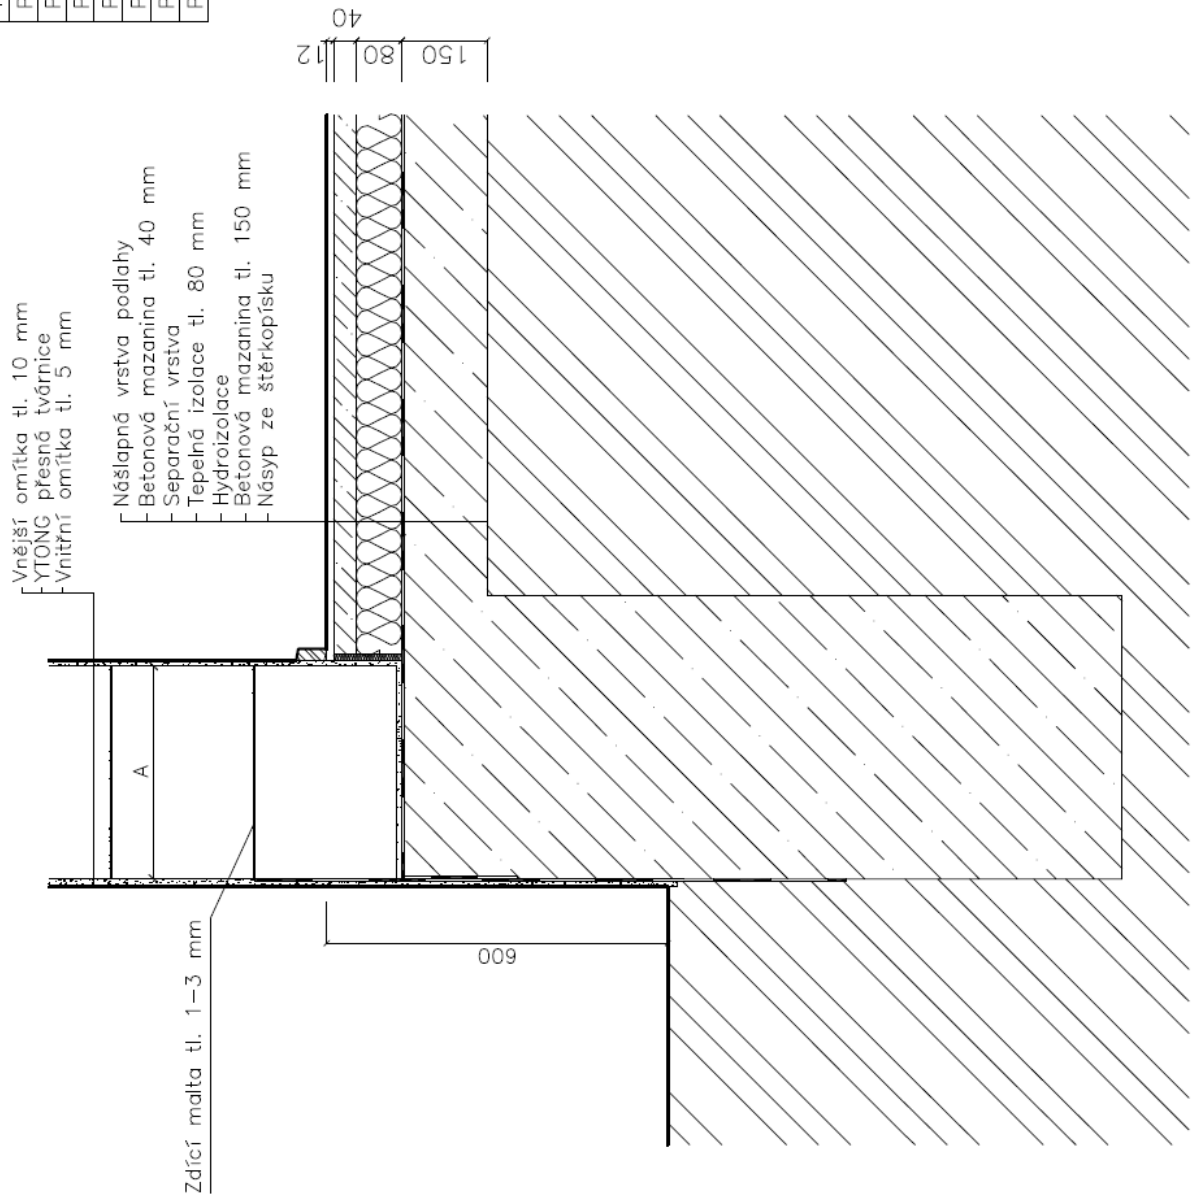 Vnější omítka tl. 10 mm
YTONG přesná tvárnice
Vnitřní omítka tl. 5 mm
Nášlapná vrstva podlahy
Betonová mazanina tl. 40 mm
Separační vrstva
Tepelná izolace tl. 80 mm
Hydroizolace
Betonová mazanina tl. 150 mm
Násyp ze štěrkopísku
Zdící malta tl. 1-3 mm
A
12
40
80
150
600